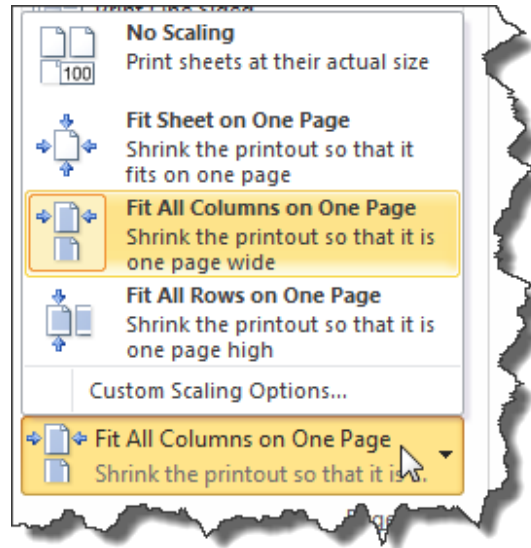 No Scaling
Print sheets at their actual size
100
Fit Sheet on One Page
Shrink the printout so that it
fits on one page
Fit All Columns on One Page
Shrink the printout so that it is
one page wide
Fit All Rows on One Page
Shrink the printout so that it is
one page high
Custom Scaling Options...
Fit All Columns on One Page
Shrink the printout so that it is